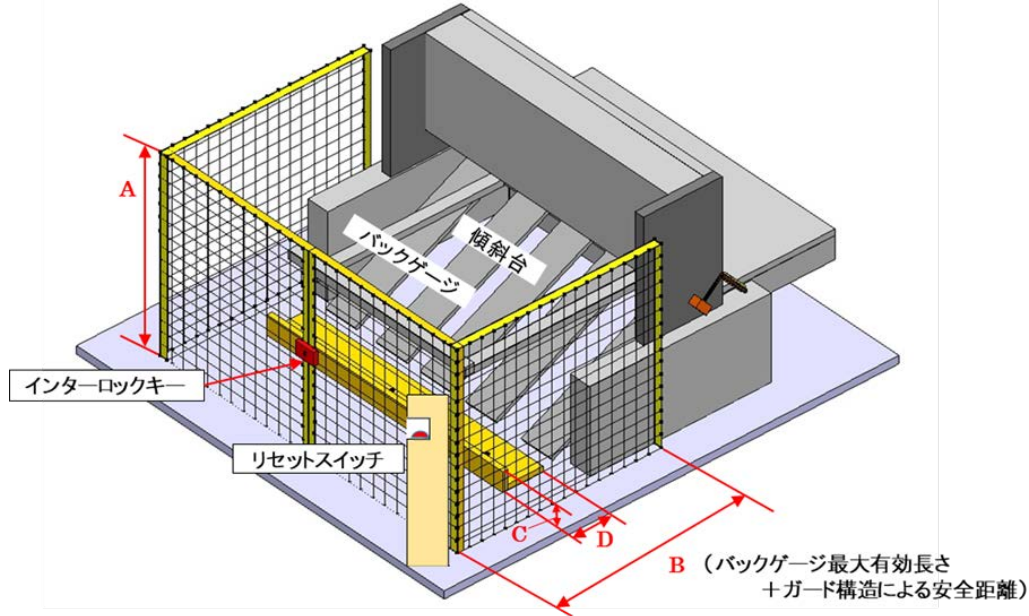 A
バックゲージ
傾斜台
インターロックキー
リセットスイッチ
C
D
B （バックゲージ最大有効長さ
＋ガード構造による安全距離）